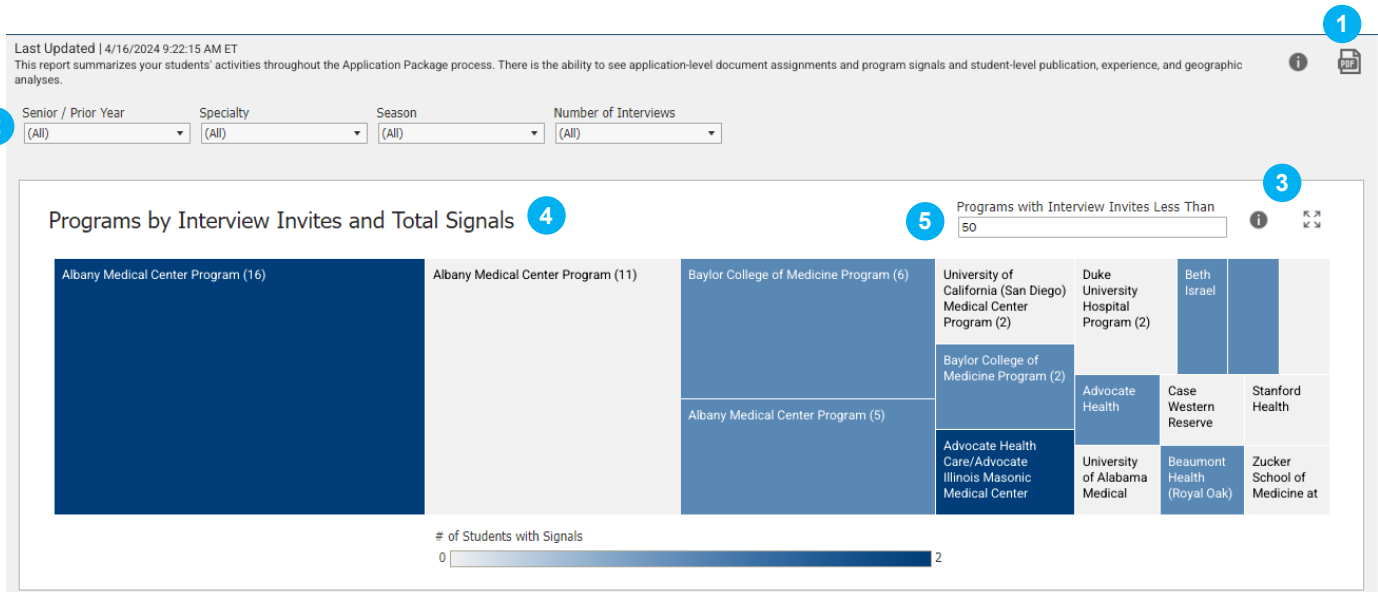 1
Last Updated | 4/16/2024 9:22:15 AM ET
This report summarizes your students' activities throughout the Application Package process. There is the ability to see application-level document assignments and program signals and student-level publication, experience, and geographic
analyses.
i
PDF
Senior / Prior Year
Specialty
Season
Number of Interviews
(All)
(All)
(All)
(All)
3
Programs by Interview Invites and Total Signals
4
5
Programs with Interview Invites Less Than
50
i
Albany Medical Center Program (16)
Albany Medical Center Program (11)
Baylor College of Medicine Program (6)
Albany Medical Center Program (5)
University of
California (San Diego)
Medical Center
Program (2)
Baylor College of
Medicine Program (2)
Advocate Health
Care/Advocate
Illinois Masonic
Medical Center
Duke
University
Hospital
Program (2)
Beth
Israel
Advocate
Health
Case
Western
Reserve
Stanford
Health
University
of Alabama
Medical
Beaumont
Health
(Royal Oak)
Zucker
School of
Medicine at
# of Students with Signals
0
2